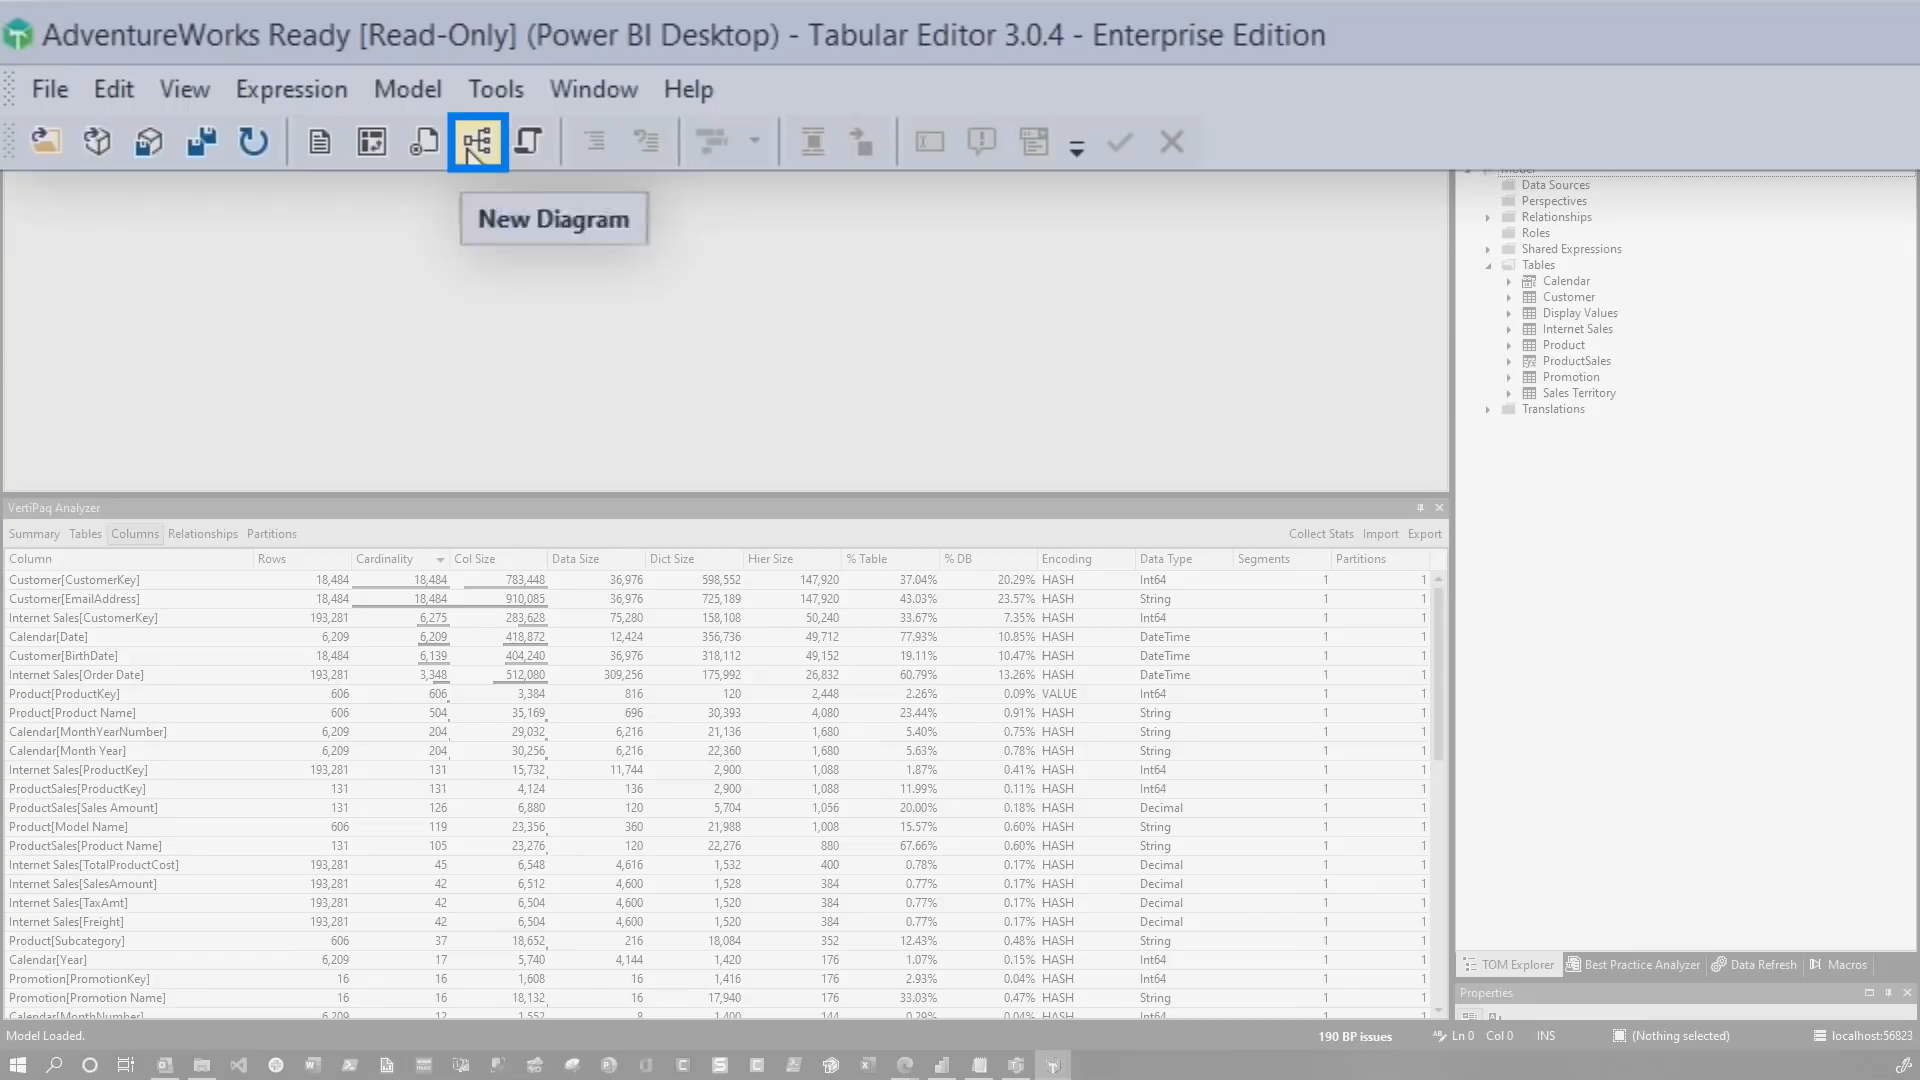 AdventureWorks Ready [Read-Only] (Power BI Desktop) - Tabular Editor 3.0.4 - Enterprise Edition
File Edit View Expression Model Tools Window Help
New Diagram
Model
Data Sources
Perspectives
Relationships
Roles
Shared Expressions
Tables
Calendar
Customer
Display Values
Internet Sales
Product
ProductSales
Promotion
Sales Territory
Translations
VertiPaq Analyzer
Summary Tables Columns Relationships Partitions Collect Stats Import Export
Column Rows Cardinality Col Size Data Size Dict Size Hier Size % Table % DB Encoding Data Type Segments Partitions
Customer[CustomerKey] 18,484 18,484 783,448 36,976 598,552 147,920 37.04% 20.29% HASH Int64 1 1
Customer[EmailAddress] 18,484 18,484 910,085 36,976 725,189 147,920 43.03% 23.57% HASH String 1 1
Internet Sales[CustomerKey] 193,281 6,275 283,628 75,280 158,108 50,240 33.67% 7.35% HASH Int64 1 1
Calendar[Date] 6,209 6,209 418,872 12,424 356,736 49,712 77.93% 10.85% HASH DateTime 1 1
Customer[BirthDate] 18,484 6,139 404,240 36,976 318,112 49,152 19.11% 10.47% HASH DateTime 1 1
Internet Sales[Order Date] 193,281 3,348 512,080 309,256 175,992 26,832 60.79% 13.26% HASH DateTime 1 1
Product[ProductKey] 606 606 3,384 816 120 2,448 2.26% 0.09% VALUE Int64 1 1
Product[Product Name] 606 504 35,169 696 30,393 4,080 23.44% 0.91% HASH String 1 1
Calendar[MonthYearNumber] 6,209 204 29,032 6,216 21,136 1,680 5.40% 0.75% HASH String 1 1
Calendar[Month Year] 6,209 204 30,256 6,216 22,360 1,680 5.63% 0.78% HASH String 1 1
Internet Sales[ProductKey] 193,281 131 15,732 11,744 2,900 1,088 1.87% 0.41% HASH Int64 1 1
ProductSales[ProductKey] 131 131 4,124 136 2,900 1,088 11.99% 0.11% HASH Int64 1 1
ProductSales[Sales Amount] 131 126 6,880 120 5,704 1,056 20.00% 0.18% HASH Decimal 1 1
Product[Model Name] 606 119 23,356 360 21,988 1,008 15.57% 0.60% HASH String 1 1
ProductSales[Product Name] 131 105 23,276 120 22,276 880 67.66% 0.60% HASH String 1 1
Internet Sales[TotalProductCost] 193,281 45 6,548 4,616 1,532 400 0.78% 0.17% HASH Decimal 1 1
Internet Sales[SalesAmount] 193,281 42 6,512 4,600 1,528 384 0.77% 0.17% HASH Decimal 1 1
Internet Sales[TaxAmt] 193,281 42 6,504 4,600 1,520 384 0.77% 0.17% HASH Decimal 1 1
Internet Sales[Freight] 193,281 42 6,504 4,600 1,520 384 0.77% 0.17% HASH Decimal 1 1
Product[Subcategory] 606 37 18,652 216 18,084 352 12.43% 0.48% HASH String 1 1
Calendar[Year] 6,209 17 5,740 4,144 1,420 176 1.07% 0.15% HASH Int64 1 1
Promotion[PromotionKey] 16 16 1,608 16 1,416 176 2.93% 0.04% HASH Int64 1 1
Promotion[Promotion Name] 16 16 18,132 16 17,940 176 33.03% 0.47% HASH String 1 1
Calendar[MonthNumber] 6,209 12 1,552 8 1,400 144 0.29% 0.04% HASH Int64 1 1
TOM Explorer Best Practice Analyzer Data Refresh Macros
Properties
Model Loaded. 190 BP issues Ln 0 Col 0 INS (Nothing selected) localhost:56823